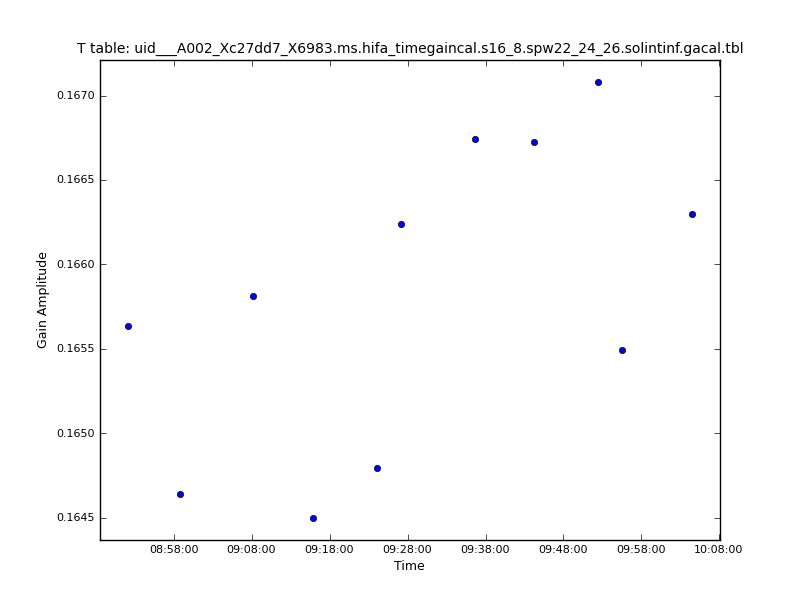 T table: uid___A002_Xc27dd7_X6983.ms.hifa_timegaincal.s16_8.spw22_24_26.solintinf.gacal.tbl
0.1670
0.1665
0.1660
0.1655
0.1650
0.1645
Gain Amplitude
08:58:00 09:08:00 09:18:00 09:28:00 09:38:00 09:48:00 09:58:00 10:08:00
Time